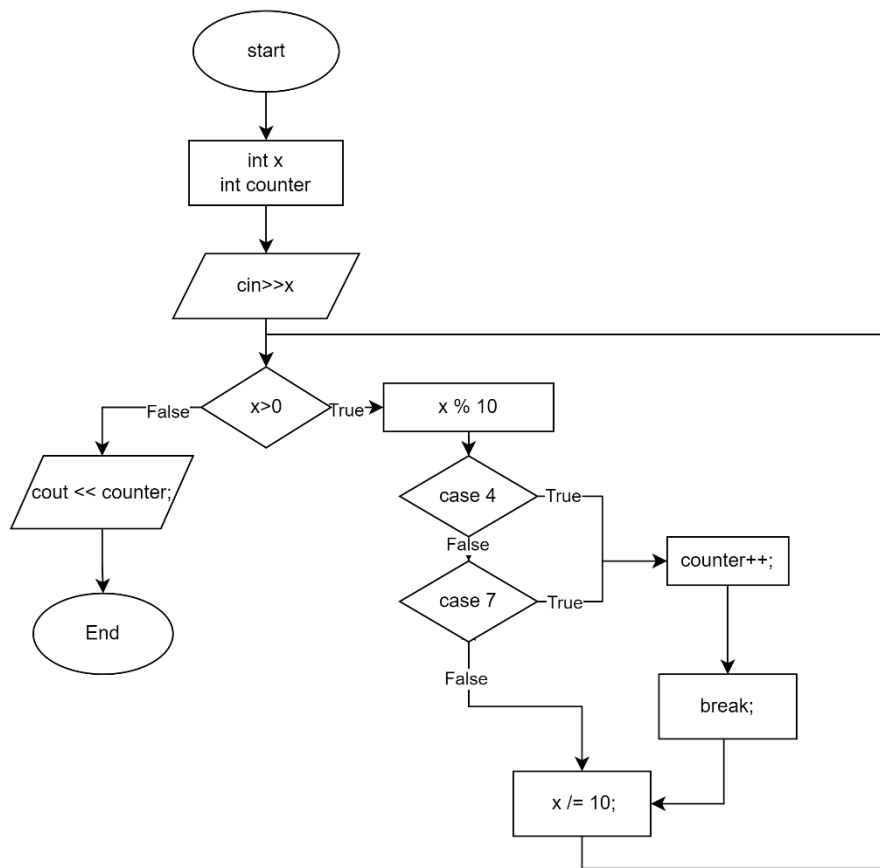 start
int x
int counter
cin>>x
x>0
False
True
x % 10
cout << counter;
case 4
True
False
counter++;
case 7
True
End
False
break;
x /= 10;